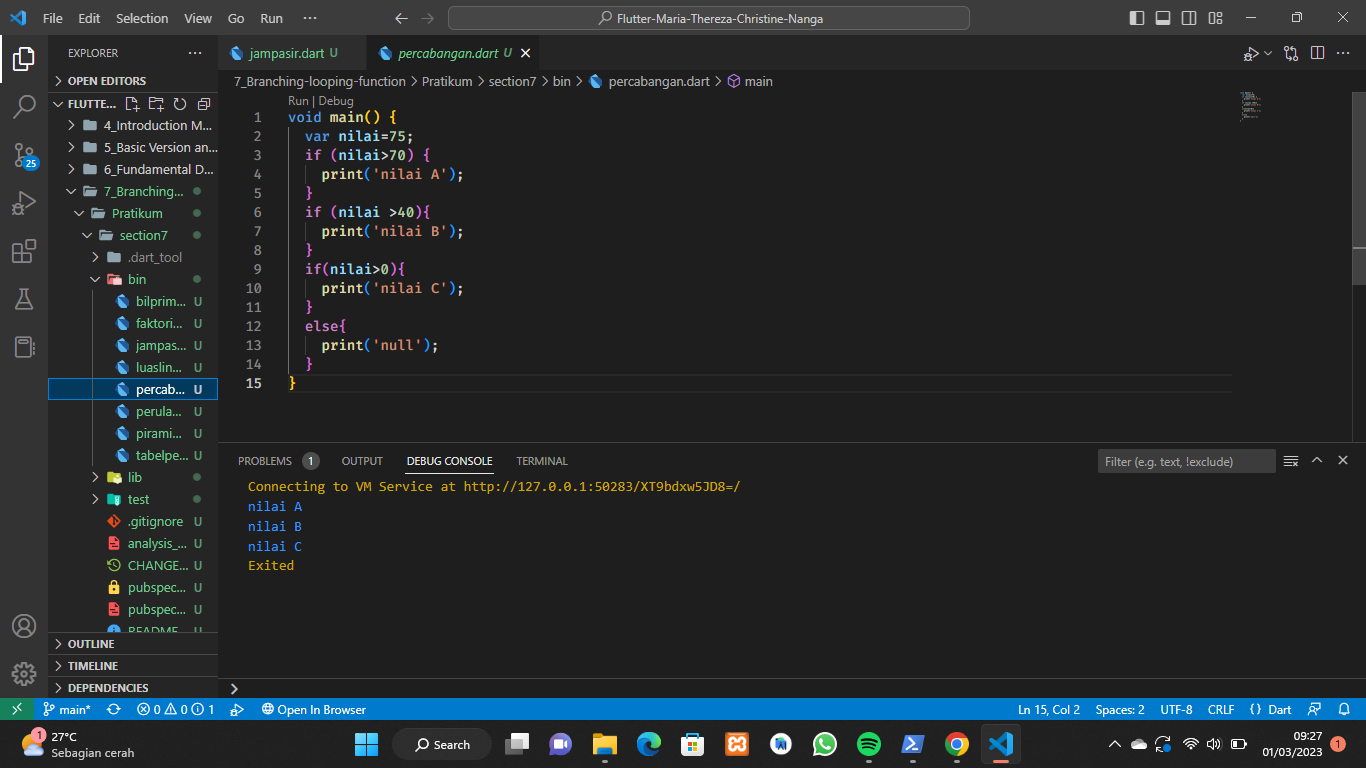 File Edit Selection View Go Run ···
Flutter-Maria-Thereza-Christine-Nanga
EXPLORER ···
jampasir.dart U
percabangan.dart U
OPEN EDITORS
7_Branching-looping-function > Pratikum > section7 > bin > percabangan.dart > main
FLUTTE...
4_Introduction M...
5_Basic Version an...
6_Fundamental D...
7_Branching...
Pratikum
section7
.dart_tool
bin
bilprim... U
faktori... U
jampas... U
luaslin... U
percab... U
perula... U
pirami... U
tabelpe... U
lib
test
.gitignore U
analysis_... U
CHANGE... U
pubspec... U
pubspec... U
README... U
OUTLINE
TIMELINE
DEPENDENCIES
25
Run | Debug
1 void main() {
2 var nilai=75;
3 if (nilai>70) {
4 print('nilai A');
5 }
6 if (nilai >40){
7 print('nilai B');
8 }
9 if(nilai>0){
10 print('nilai C');
11 }
12 else{
13 print('null');
14 }
15 }
PROBLEMS 1 OUTPUT DEBUG CONSOLE TERMINAL
Filter (e.g. text, !exclude)
Connecting to VM Service at http://127.0.0.1:50283/XT9bdxw5JD8=/
nilai A
nilai B
nilai C
Exited
main* 0 0 1 Open In Browser
Ln 15, Col 2 Spaces: 2 UTF-8 CRLF {} Dart
1
27°C
Sebagian cerah
Search
09:27
01/03/2023
1